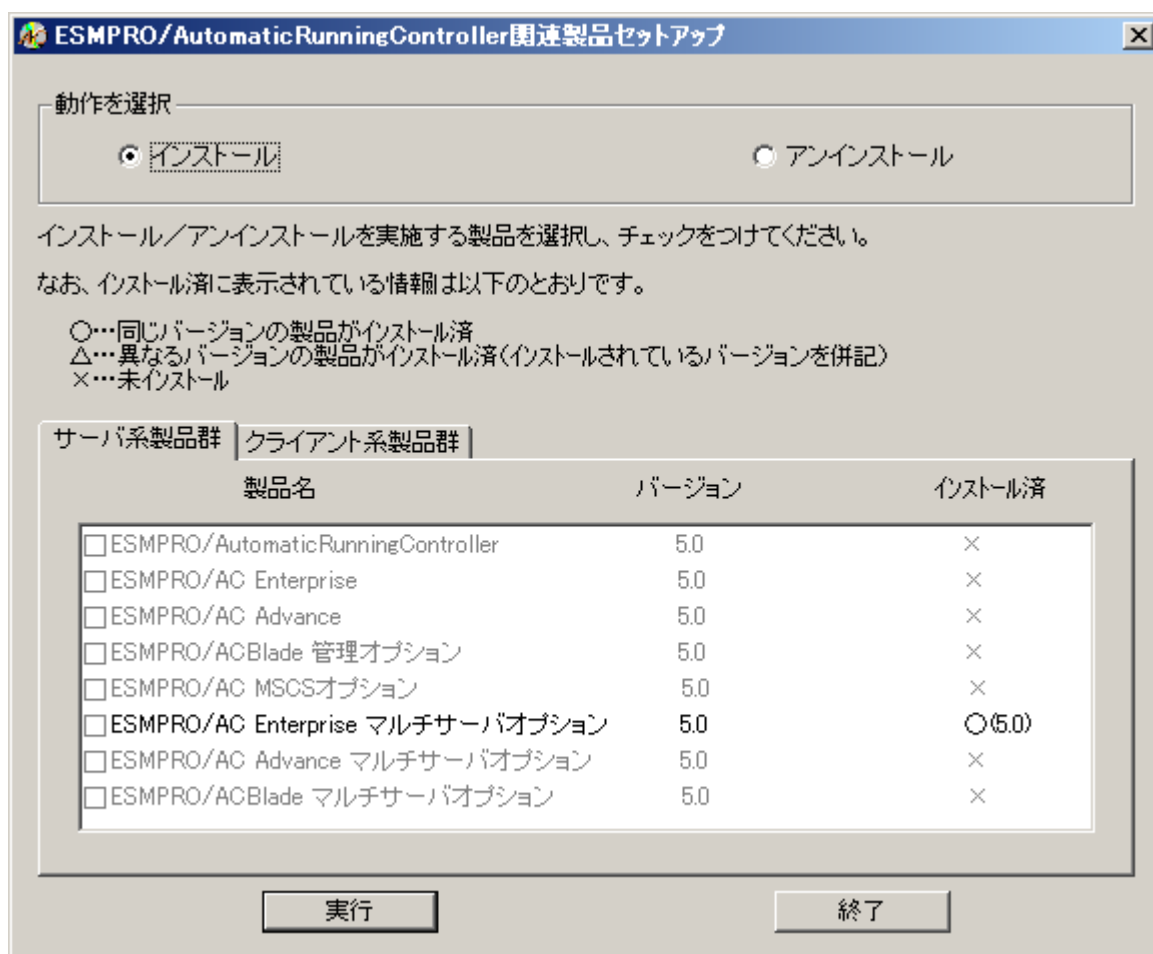 ESMPRO/AutomaticRunningController関連製品セットアップ
動作を選択
インストール アンインストール
インストール／アンインストールを実施する製品を選択し、チェックをつけてください。
なお、インストール済に表示されている情報は以下のとおりです。
○…同じバージョンの製品がインストール済
△…異なるバージョンの製品がインストール済(インストールされているバージョンを併記)
×…未インストール
サーバ系製品群 クライアント系製品群
製品名 バージョン インストール済
ESMPRO/AutomaticRunningController 5.0 ×
ESMPRO/AC Enterprise 5.0 ×
ESMPRO/AC Advance 5.0 ×
ESMPRO/ACBlade 管理オプション 5.0 ×
ESMPRO/AC MSCSオプション 5.0 ×
ESMPRO/AC Enterprise マルチサーバオプション 5.0 ○(5.0)
ESMPRO/AC Advance マルチサーバオプション 5.0 ×
ESMPRO/ACBlade マルチサーバオプション 5.0 ×
実行 終了